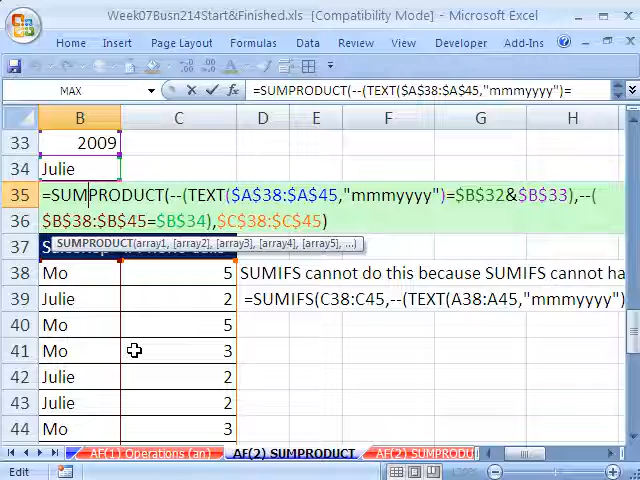 Week07Busn214Start&Finished.xls [Compatibility Mode] - Microsoft Excel
Home Insert Page Layout Formulas Data Review View Developer Add-Ins
MAX =SUMPRODUCT(--(TEXT($A$38:$A$45,"mmmyyyy")=
B C D E F G H
33 2009
34 Julie
35 =SUMPRODUCT(--(TEXT($A$38:$A$45,"mmmyyyy")=$B$32&$B$33),--(
36 $B$38:$B$45=$B$34),$C$38:$C$45)
SUMPRODUCT(array1, [array2], [array3], [array4], [array5], ...)
37
38 Mo 5 SUMIFS cannot do this because SUMIFS cannot ha
39 Julie 2 =SUMIFS(C38:C45,--(TEXT(A38:A45,"mmmyyyy")
40 Mo 5
41 Mo 3
42 Julie 2
43 Julie 2
44 Mo 3
AF(1) Operations (an) AF(2) SUMPRODUCT AF(2) SUMPRODU
Edit